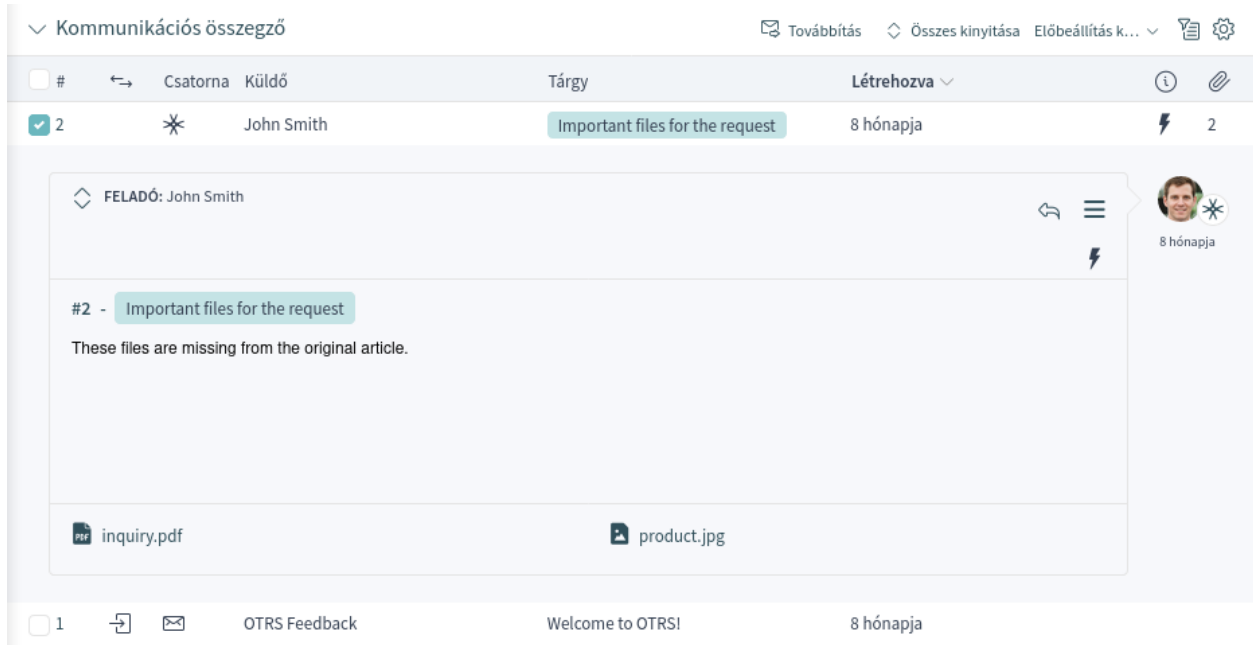 Kommunikációs összegző
Továbbítás Összes kinyitása Előbeállítás k...
# Csatorna Küldő Tárgy Létrehozva
2 John Smith Important files for the request 8 hónapja 2
FELADÓ: John Smith
8 hónapja
#2 - Important files for the request
These files are missing from the original article.
PDF inquiry.pdf product.jpg
1 OTRS Feedback Welcome to OTRS! 8 hónapja